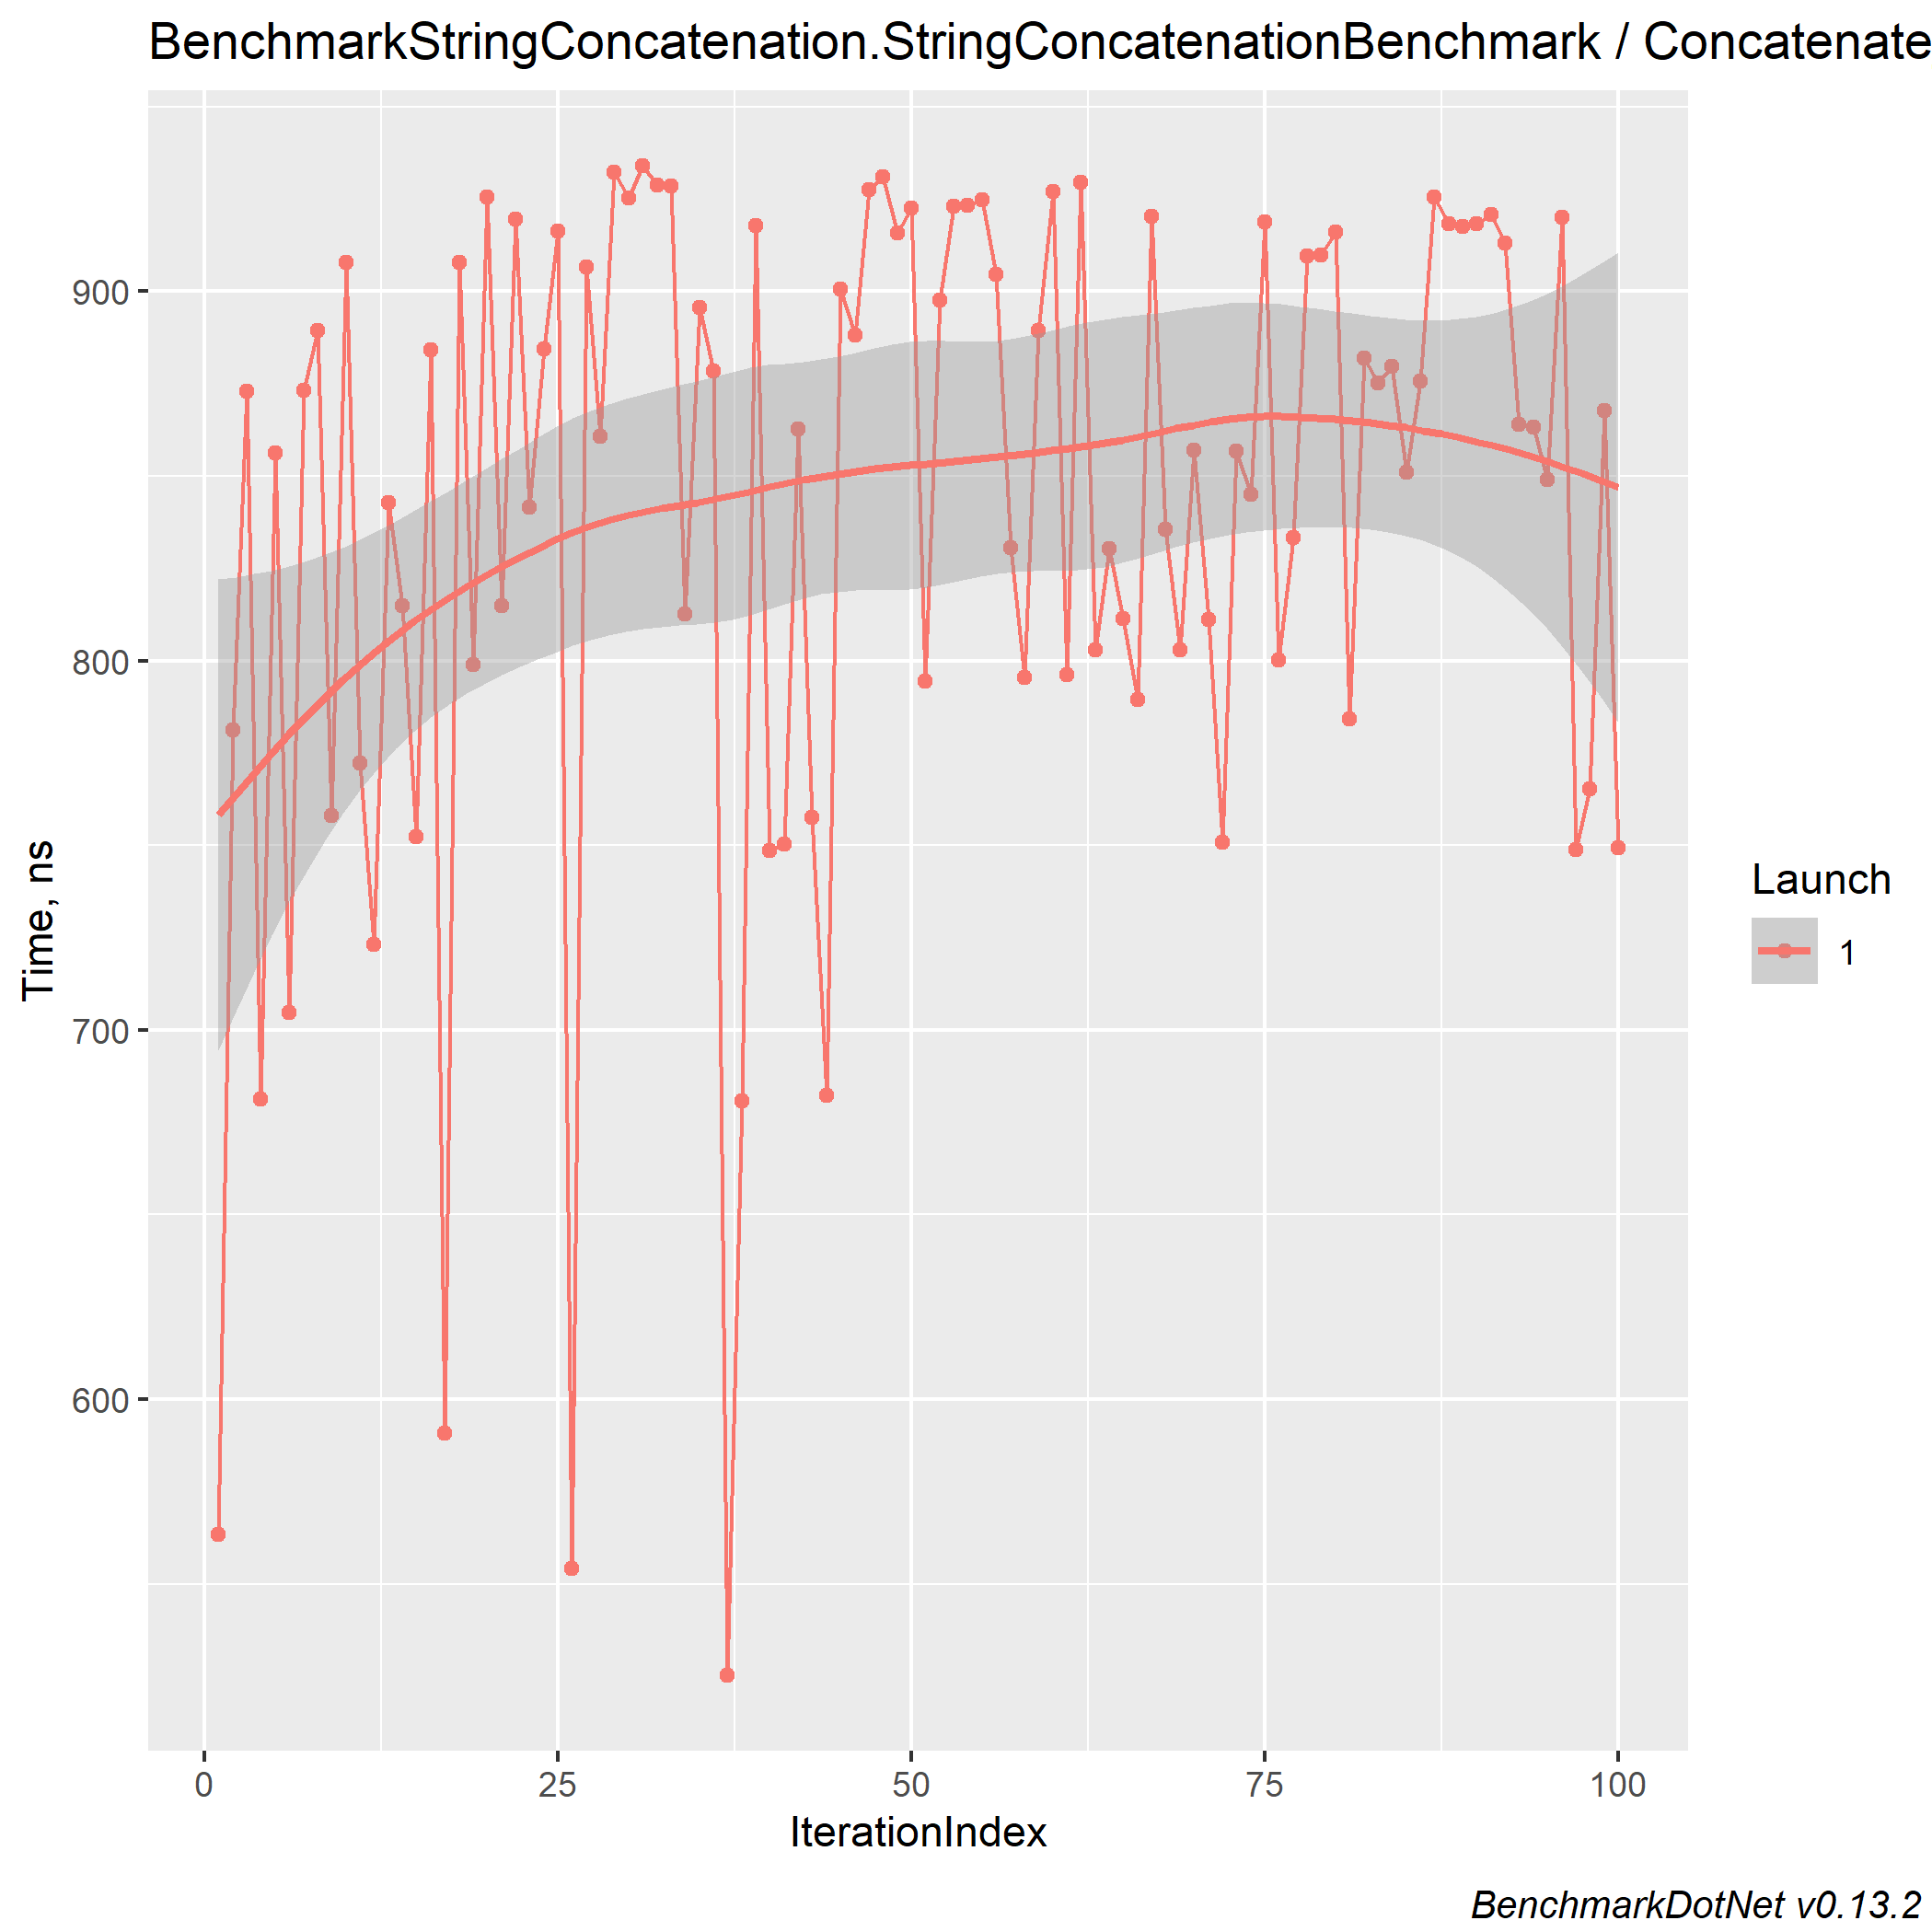 BenchmarkStringConcatenation.StringConcatenationBenchmark / Concatenate
900
800
700
600
Time, ns
0 25 50 75 100
IterationIndex
Launch
1
BenchmarkDotNet v0.13.2